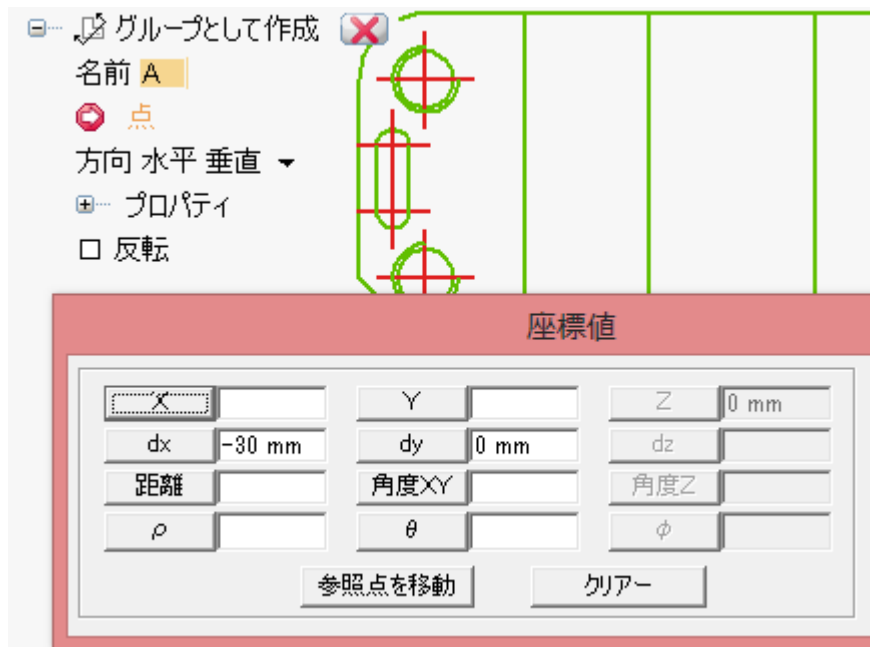 グループとして作成
名前 A
点
方向 水平 垂直
プロパティ
反転
座標値
X Y Z 0 mm
dx -30 mm dy 0 mm dz
距離 角度XY 角度Z
ρ θ φ
参照点を移動 クリアー